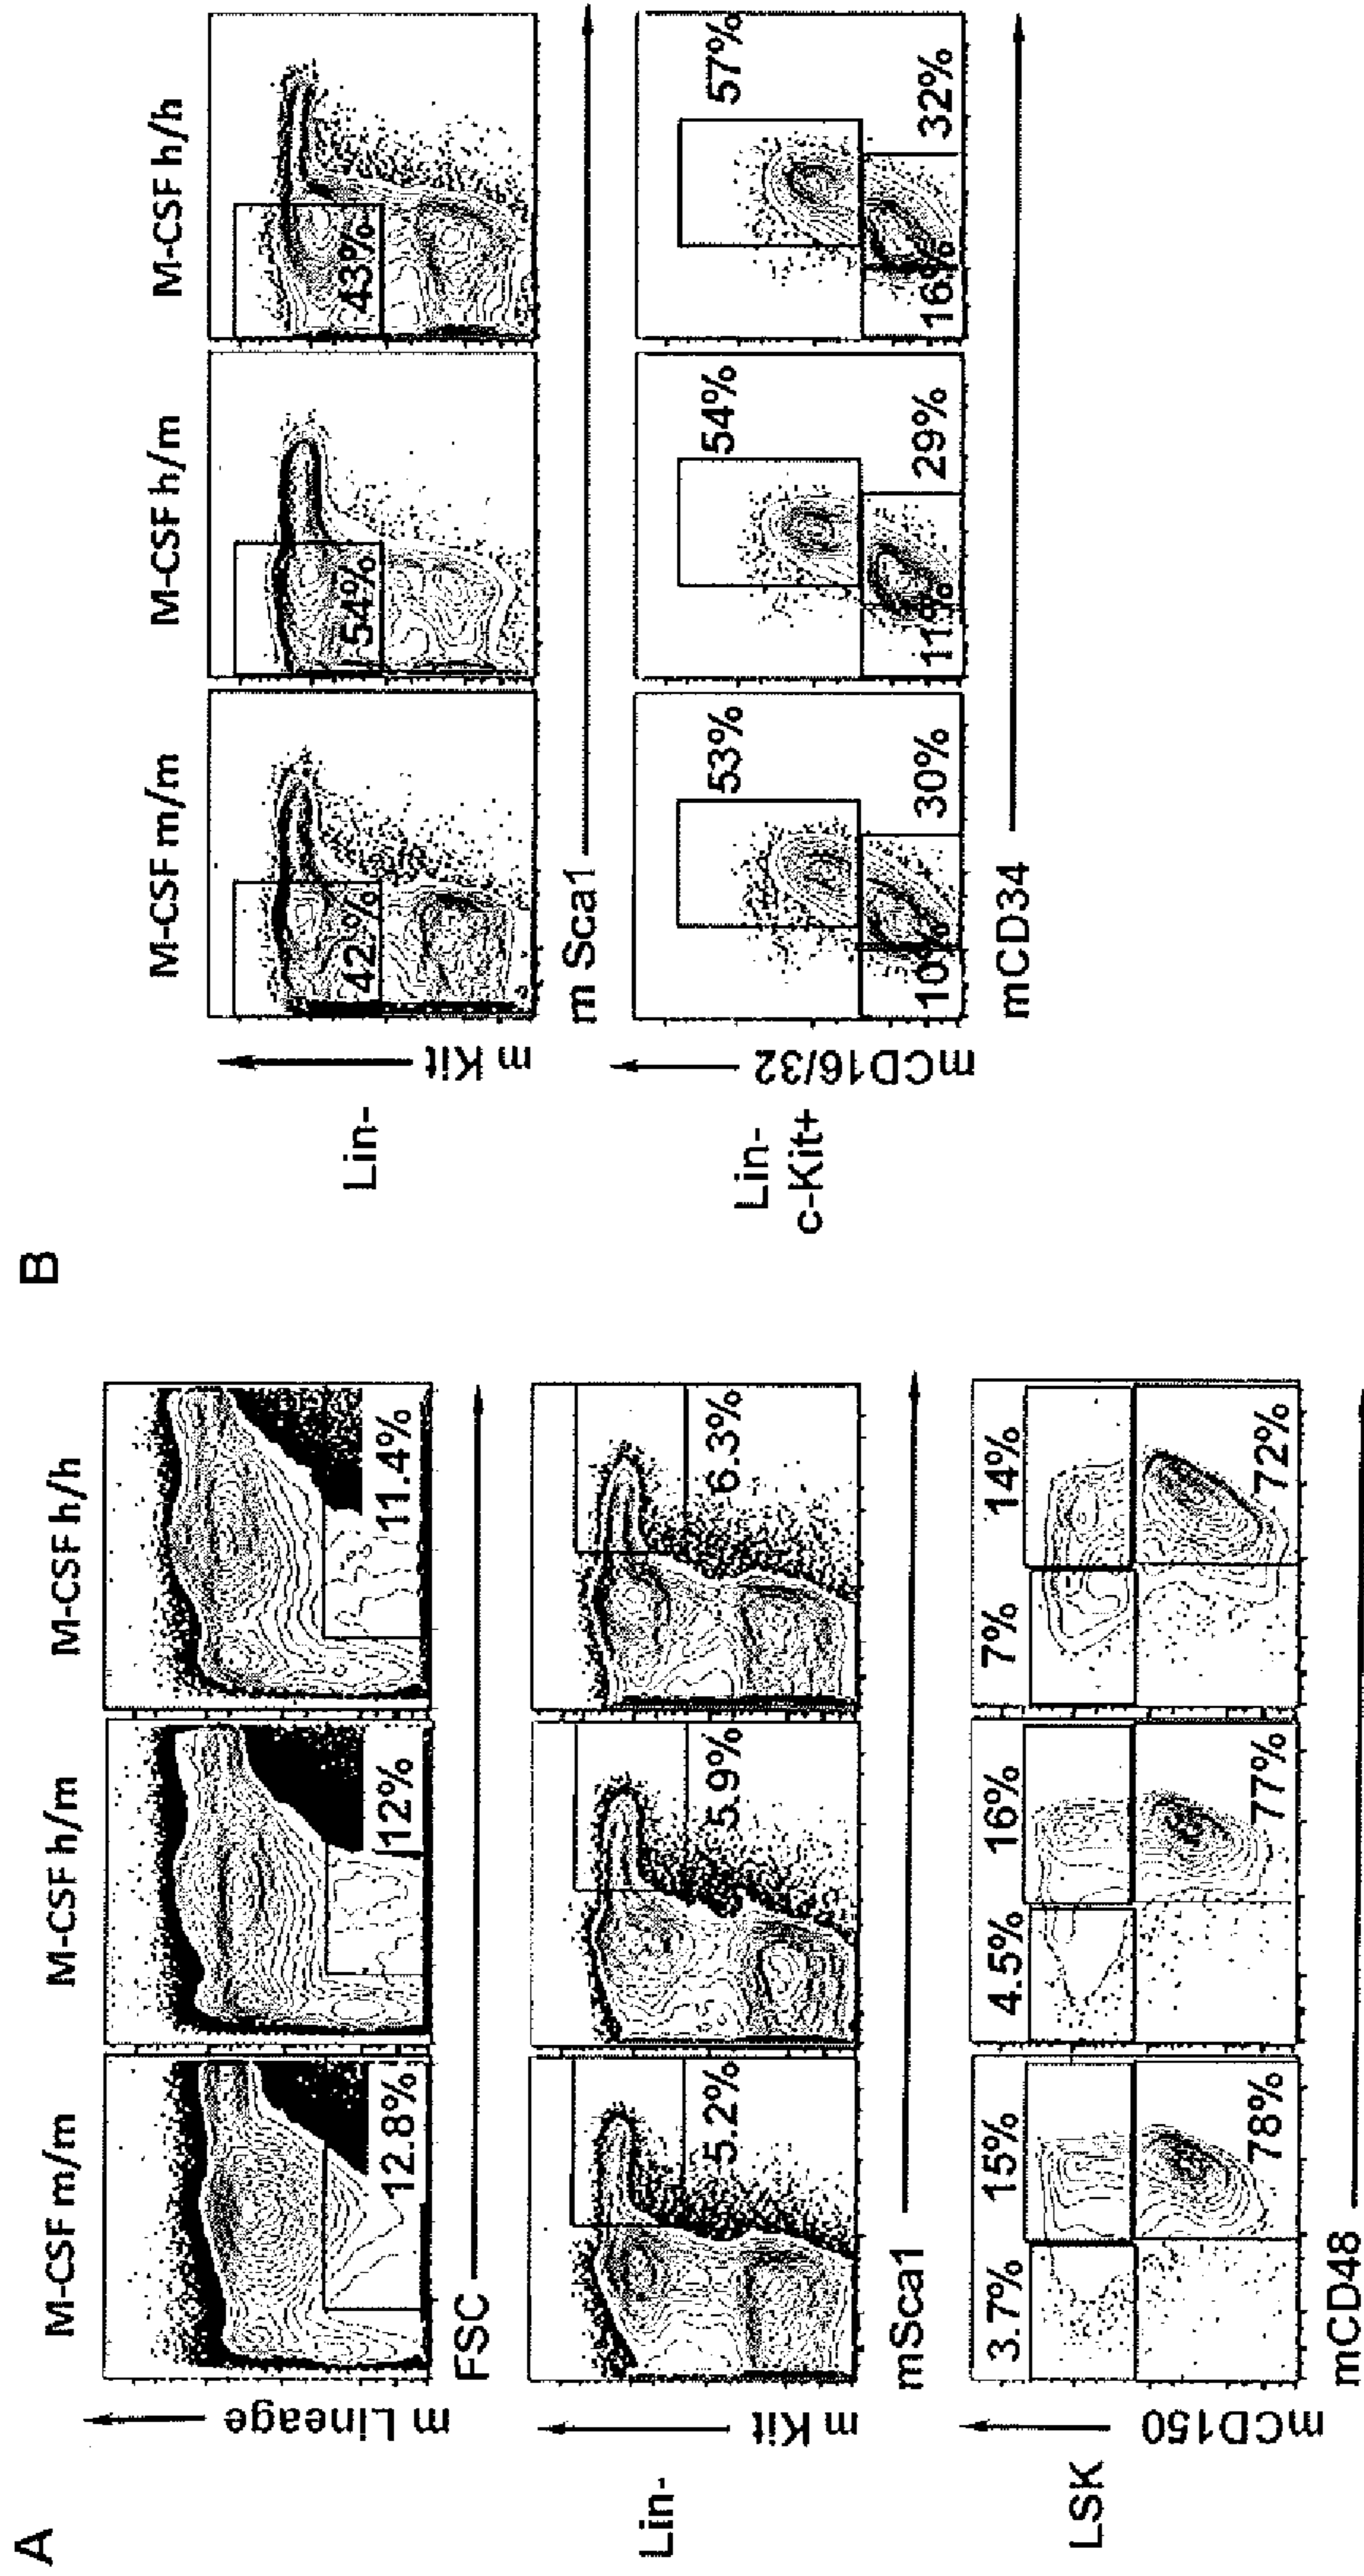 A
M-CSF m/m
M-CSF h/m
M-CSF h/h
m Lineage
12.8%
12%
11.4%
FSC
Lin-
m Kit
5.2%
5.9%
6.3%
mSca1
LSK
mCD150
3.7%
15%
78%
4.5%
16%
77%
7%
14%
72%
mCD48
B
M-CSF m/m
M-CSF h/m
M-CSF h/h
Lin-
m Kit
42%
54%
43%
m Sca1
Lin-
c-Kit+
mCD16/32
53%
10%
30%
54%
11%
29%
57%
16%
32%
mCD34